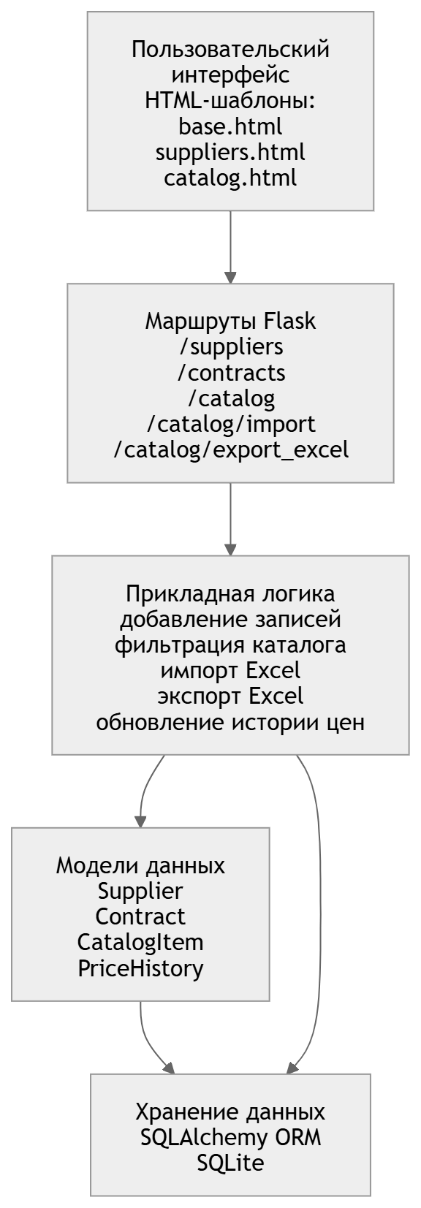 Пользовательский
интерфейс
HTML-шаблоны:
base.html
suppliers.html
catalog.html
Маршруты Flask
/suppliers
/contracts
/catalog
/catalog/import
/catalog/export_excel
Прикладная логика
добавление записей
фильтрация каталога
импорт Excel
экспорт Excel
обновление истории цен
Модели данных
Supplier
Contract
CatalogItem
PriceHistory
Хранение данных
SQLAlchemy ORM
SQLite